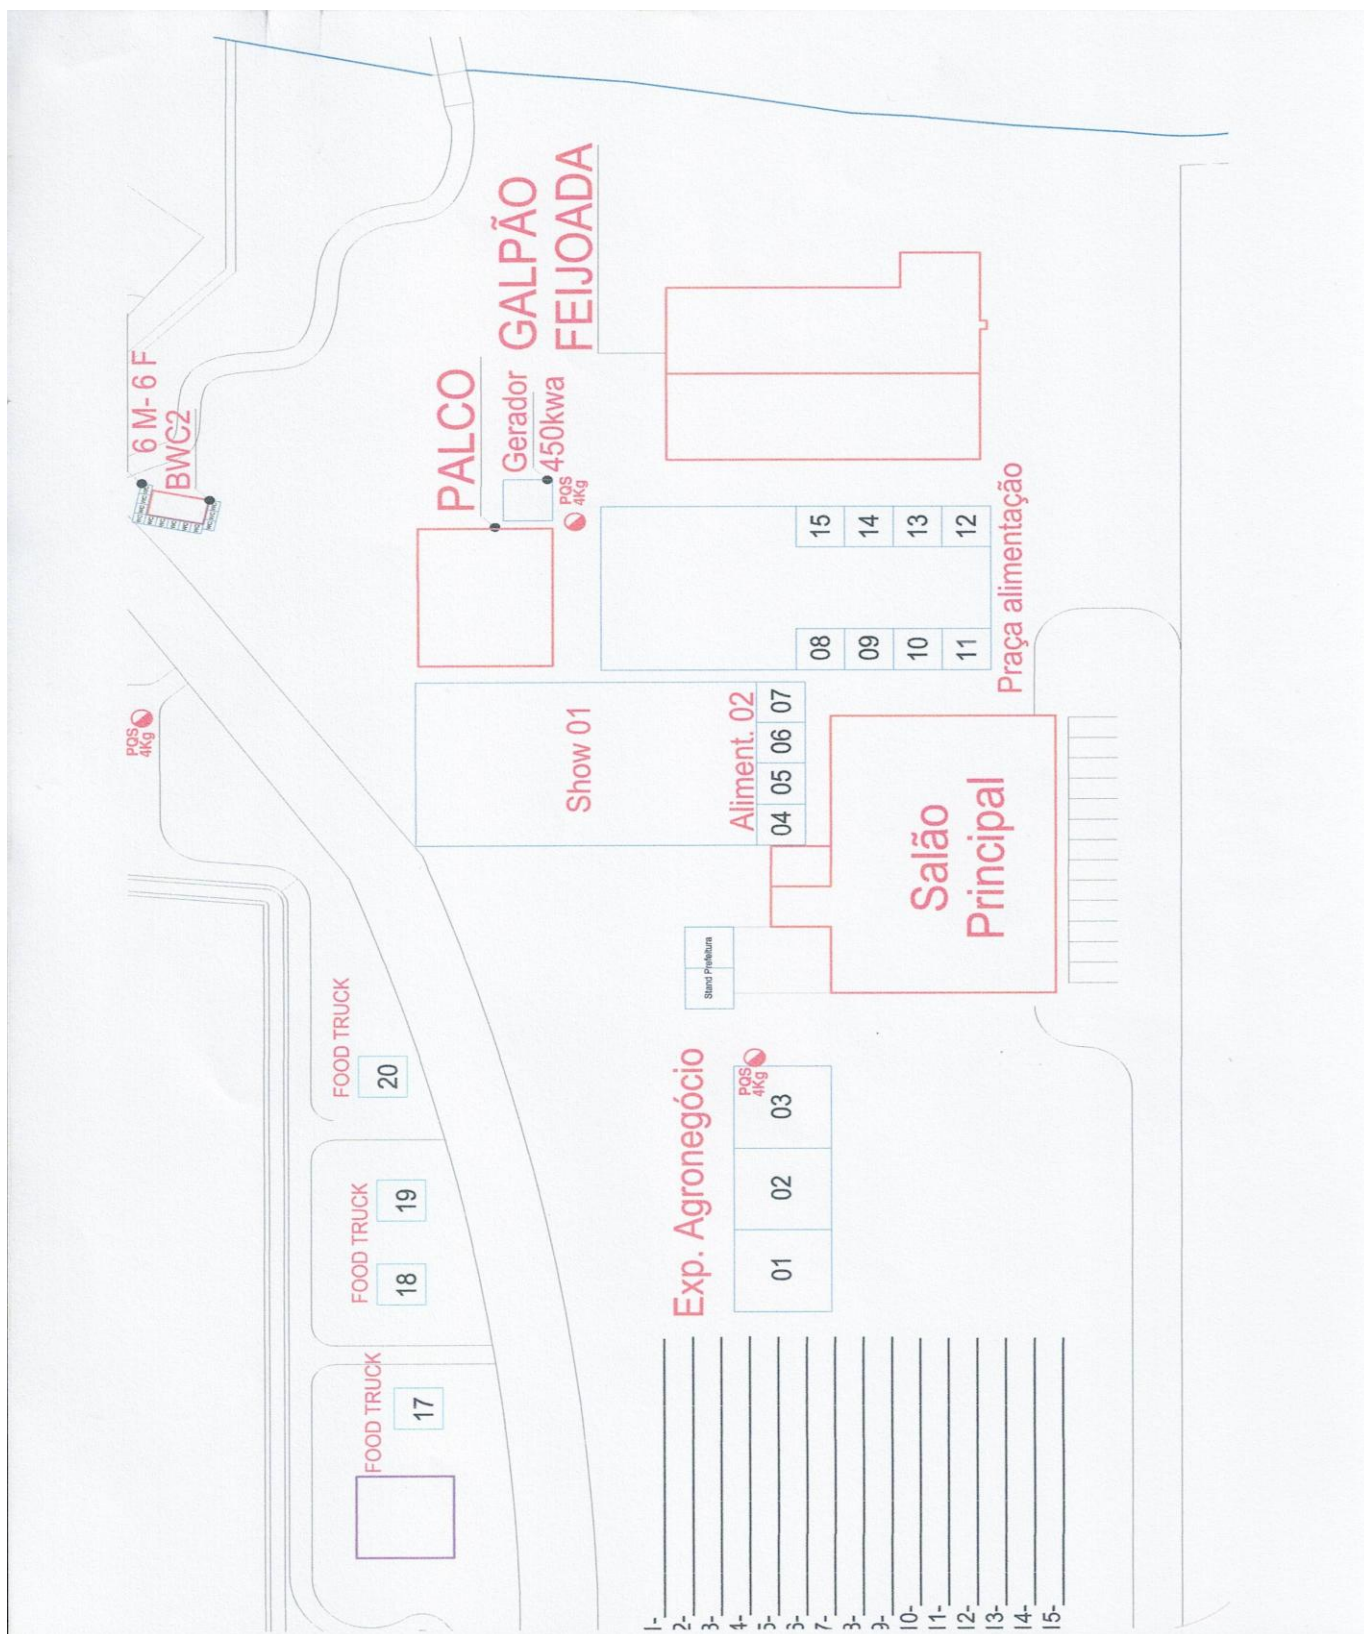 6 M- 6 F
BWC2
PALCO
Gerador
450kwa
PQS
4Kg
GALPÃO
FEIJOADA
PQS
4Kg
Show 01
Aliment. 02
04 05 06 07
08
09
10
11
15
14
13
12
Praça alimentação
Salão
Principal
Stand Prefeitura
Exp. Agronegócio
PQS
4Kg
01 02 03
FOOD TRUCK
20
FOOD TRUCK
18 19
FOOD TRUCK
17
1-
2-
3-
4-
5-
6-
7-
8-
9-
10-
11-
12-
13-
14-
15-